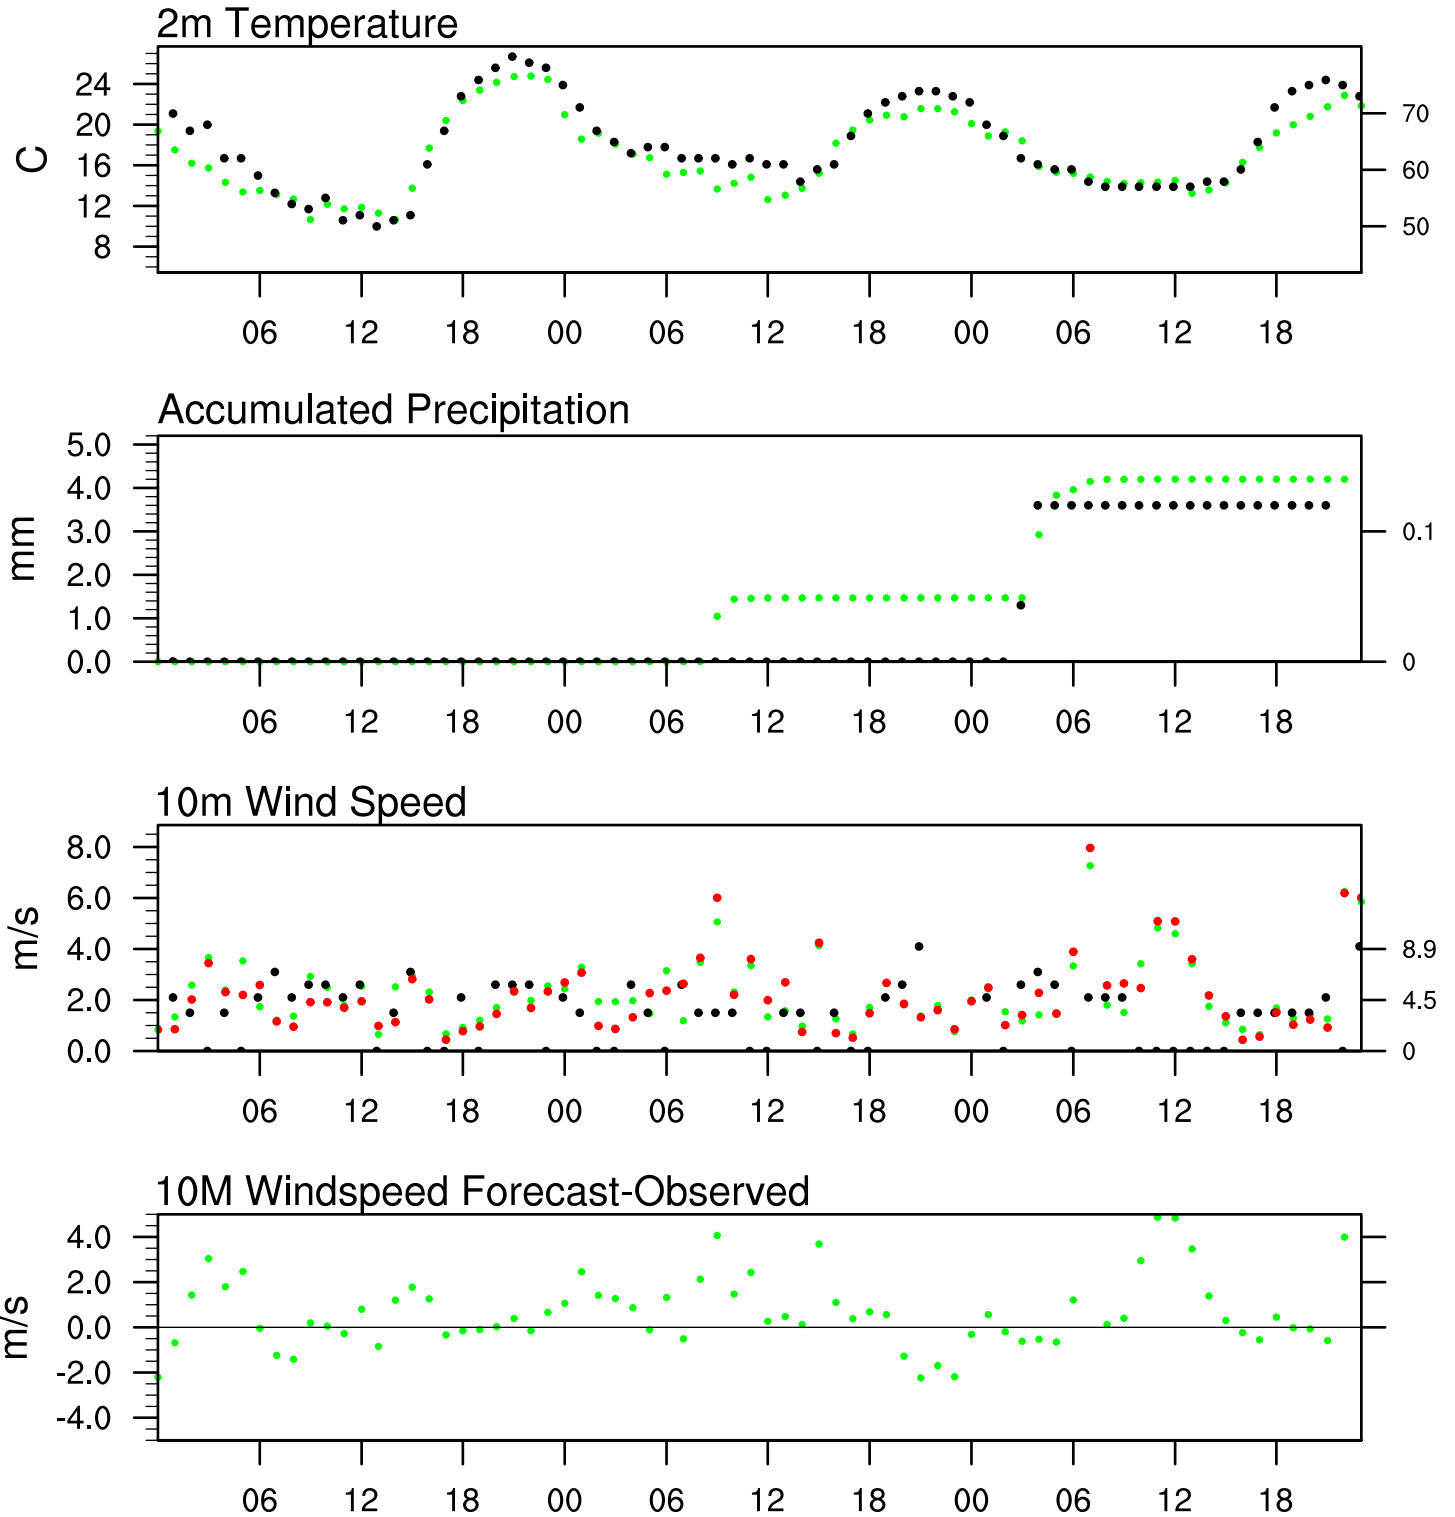 2m Temperature
C
24
20
16
12
8
70
60
50
06 12 18 00 06 12 18 00 06 12 18
Accumulated Precipitation
mm
5.0
4.0
3.0
2.0
1.0
0.0
0.1
0
06 12 18 00 06 12 18 00 06 12 18
10m Wind Speed
m/s
8.0
6.0
4.0
2.0
0.0
8.9
4.5
0
06 12 18 00 06 12 18 00 06 12 18
10M Windspeed Forecast-Observed
m/s
4.0
2.0
0.0
-2.0
-4.0
06 12 18 00 06 12 18 00 06 12 18